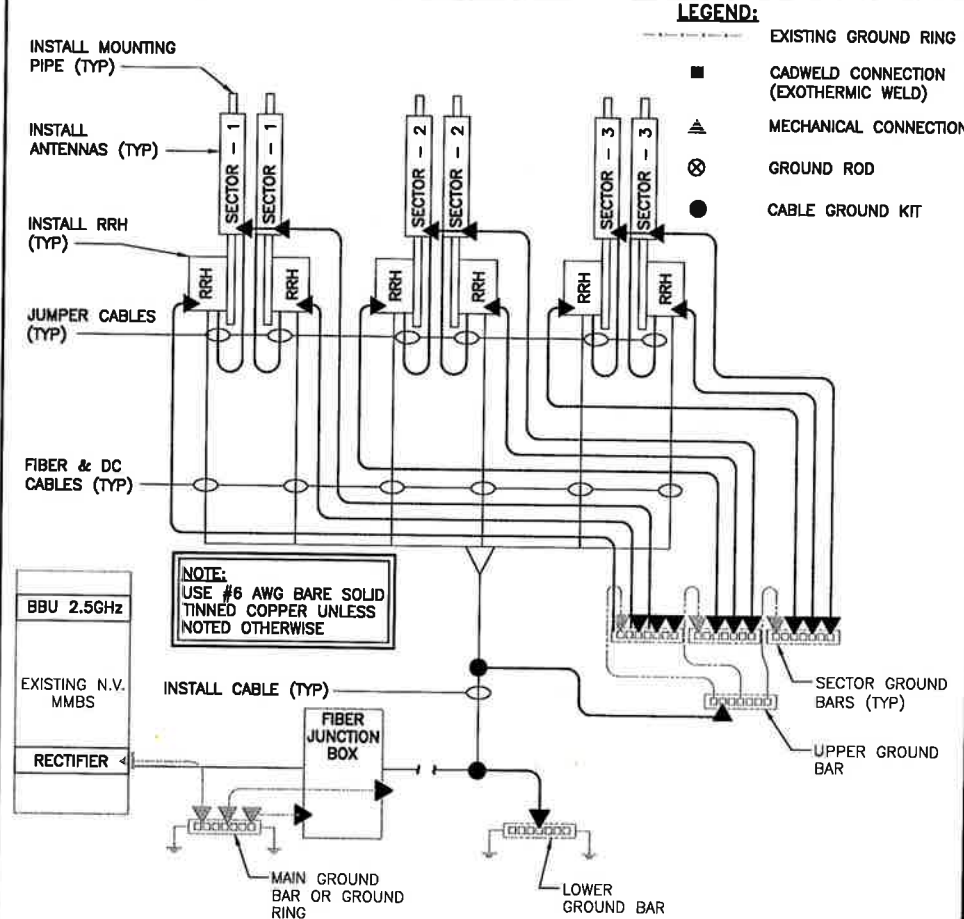 LEGEND:
EXISTING GROUND RING
CADWELD CONNECTION
(EXOTHERMIC WELD)
MECHANICAL CONNECTION
GROUND ROD
CABLE GROUND KIT
INSTALL MOUNTING
PIPE (TYP)
INSTALL
ANTENNAS (TYP)
INSTALL RRH
(TYP)
JUMPER CABLES
(TYP)
FIBER & DC
CABLES (TYP)
SECTOR - 1
SECTOR - 1
SECTOR - 2
SECTOR - 2
SECTOR - 3
SECTOR - 3
RRH
RRH
RRH
RRH
RRH
RRH
NOTE:
USE #6 AWG BARE SOLID
TINNED COPPER UNLESS
NOTED OTHERWISE
BBU 2.5GHz
EXISTING N.V.
MMBS
RECTIFIER
INSTALL CABLE (TYP)
FIBER
JUNCTION
BOX
SECTOR GROUND
BARS (TYP)
UPPER GROUND
BAR
MAIN GROUND
BAR OR GROUND
RING
LOWER
GROUND BAR